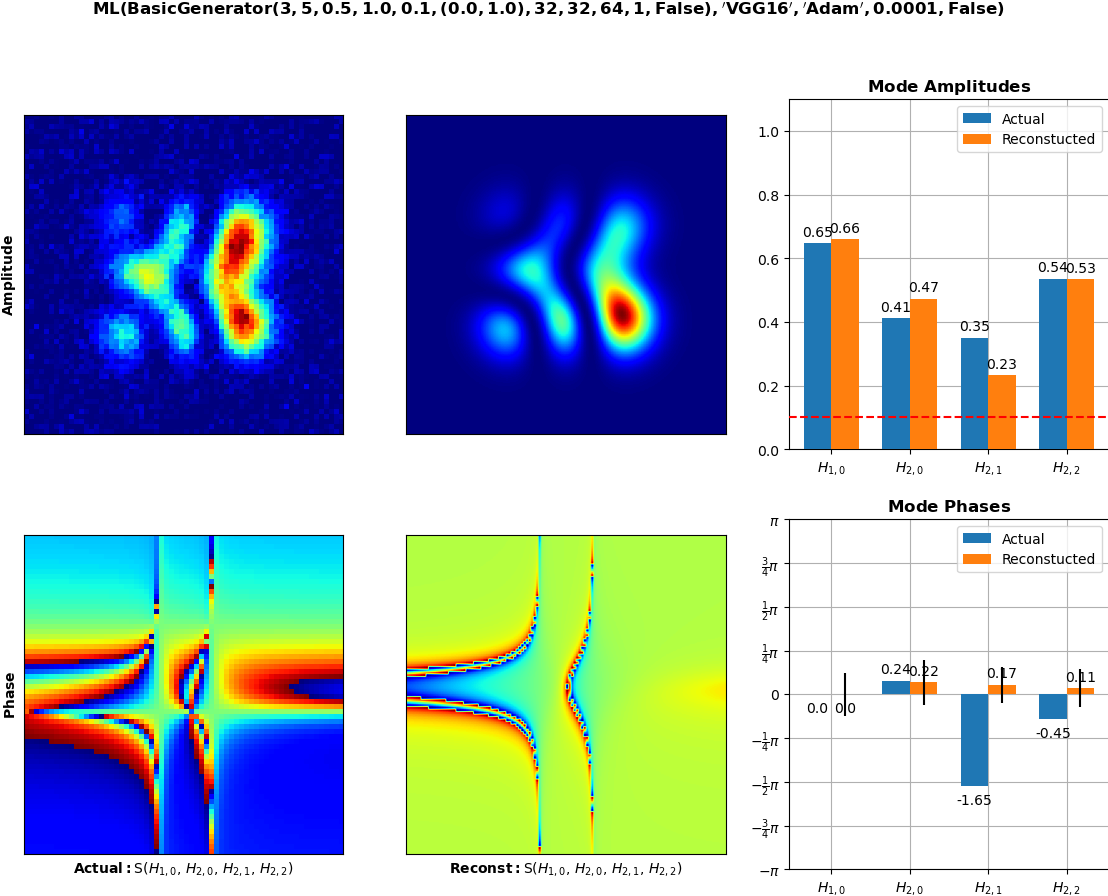 ML(BasicGenerator(3, 5, 0.5, 1.0, 0.1, (0.0, 1.0), 32, 32, 64, 1, False), ′VGG16′, ′Adam′, 0.0001, False)
Amplitude
Mode Amplitudes
Actual
Reconstucted
1.0
0.8
0.6
0.4
0.2
0.0
0.65
0.66
0.41
0.47
0.35
0.23
0.54
0.53
H1,0
H2,0
H2,1
H2,2
Phase
Actual: S(H1,0, H2,0, H2,1, H2,2)
Reconst: S(H1,0, H2,0, H2,1, H2,2)
Mode Phases
Actual
Reconstucted
π
3/4π
1/2π
1/4π
0
−1/4π
−1/2π
−3/4π
−π
0.0
0.0
0.24
0.22
-1.65
0.17
-0.45
0.11
H1,0
H2,0
H2,1
H2,2